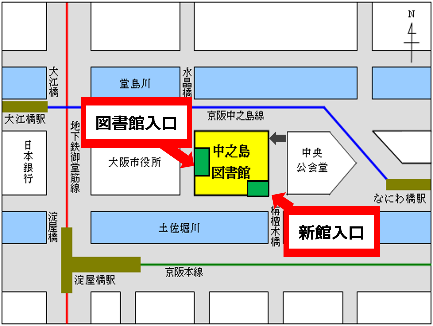 N
大江橋
堂島川
水晶橋
大江橋駅
京阪中之島線
図書館入口
地下鉄御堂筋線
日本
銀行
大阪市役所
中之島
図書館
中央
公会堂
なにわ橋駅
淀屋橋
土佐堀川
栴檀木橋
新館入口
淀屋橋駅
京阪本線